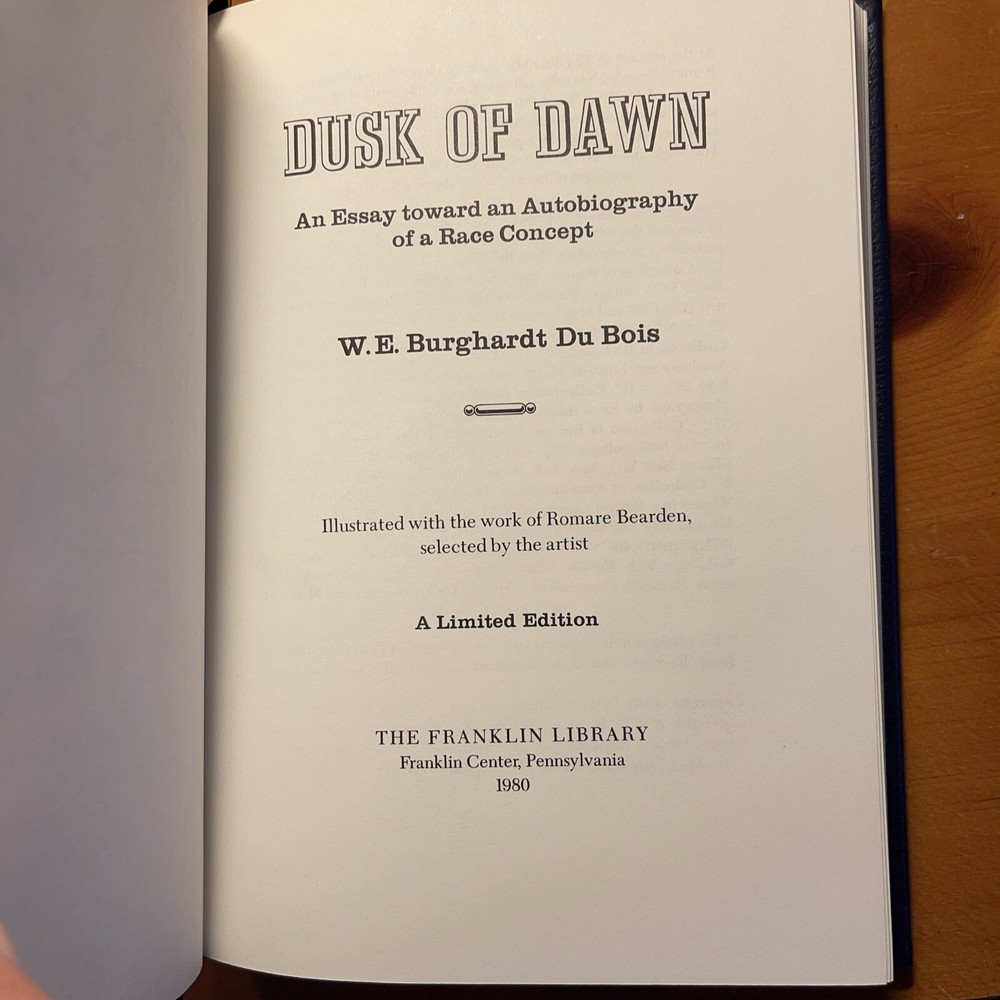 DUSK OF DAWN
An Essay toward an Autobiography
of a Race Concept
W.E. Burghardt Du Bois
Illustrated with the work of Romare Bearden,
selected by the artist
A Limited Edition
THE FRANKLIN LIBRARY
Franklin Center, Pennsylvania
1980